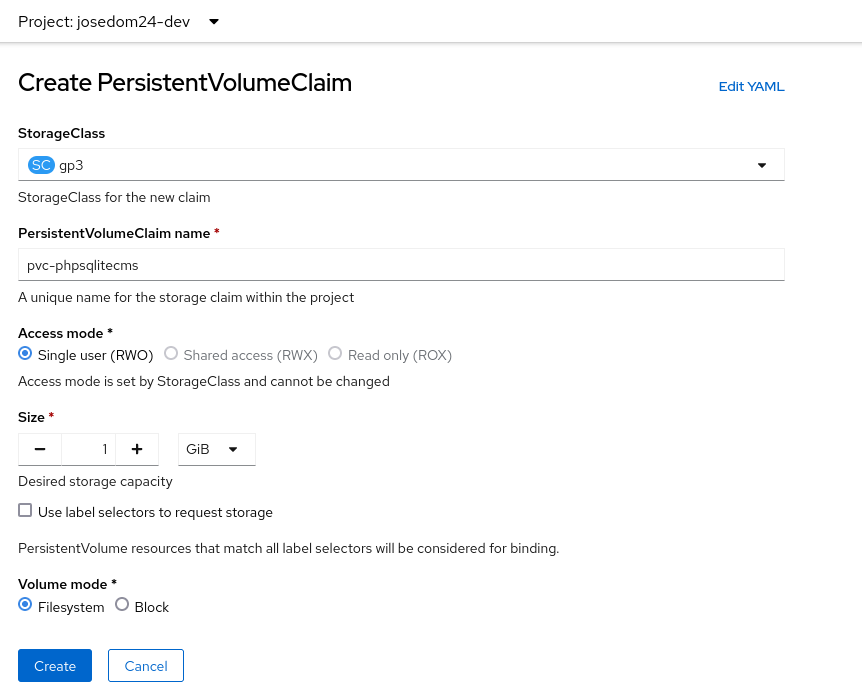 Project: josedom24-dev
Create PersistentVolumeClaim
Edit YAML
StorageClass
SC gp3
StorageClass for the new claim
PersistentVolumeClaim name *
pvc-phpsqlitecms
A unique name for the storage claim within the project
Access mode *
Single user (RWO) Shared access (RWX) Read only (ROX)
Access mode is set by StorageClass and cannot be changed
Size *
1 GiB
Desired storage capacity
Use label selectors to request storage
PersistentVolume resources that match all label selectors will be considered for binding.
Volume mode *
Filesystem Block
Create Cancel